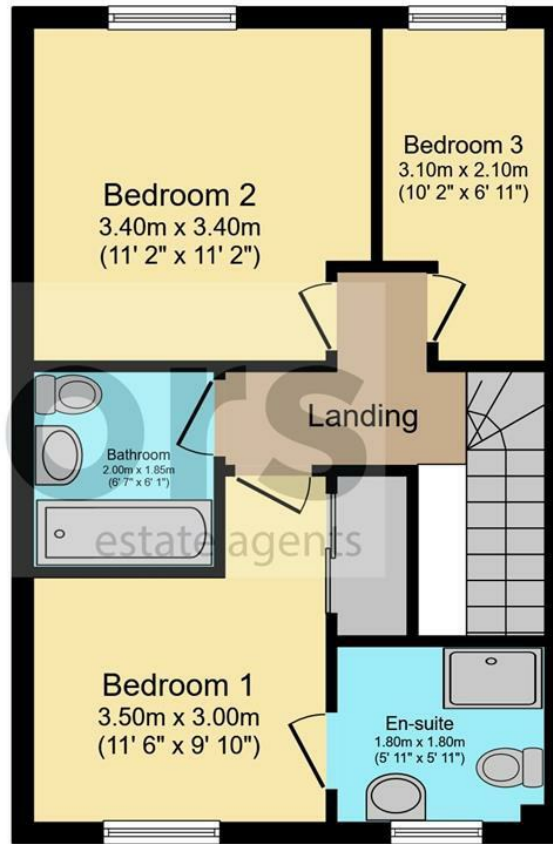 Bedroom 2
3.40m x 3.40m
(11' 2" x 11' 2")
Bedroom 3
3.10m x 2.10m
(10' 2" x 6' 11")
Landing
Bathroom
2.00m x 1.85m
(6' 7" x 6' 1")
ors
estate agents
Bedroom 1
3.50m x 3.00m
(11' 6" x 9' 10")
En-suite
1.80m x 1.80m
(5' 11" x 5' 11")